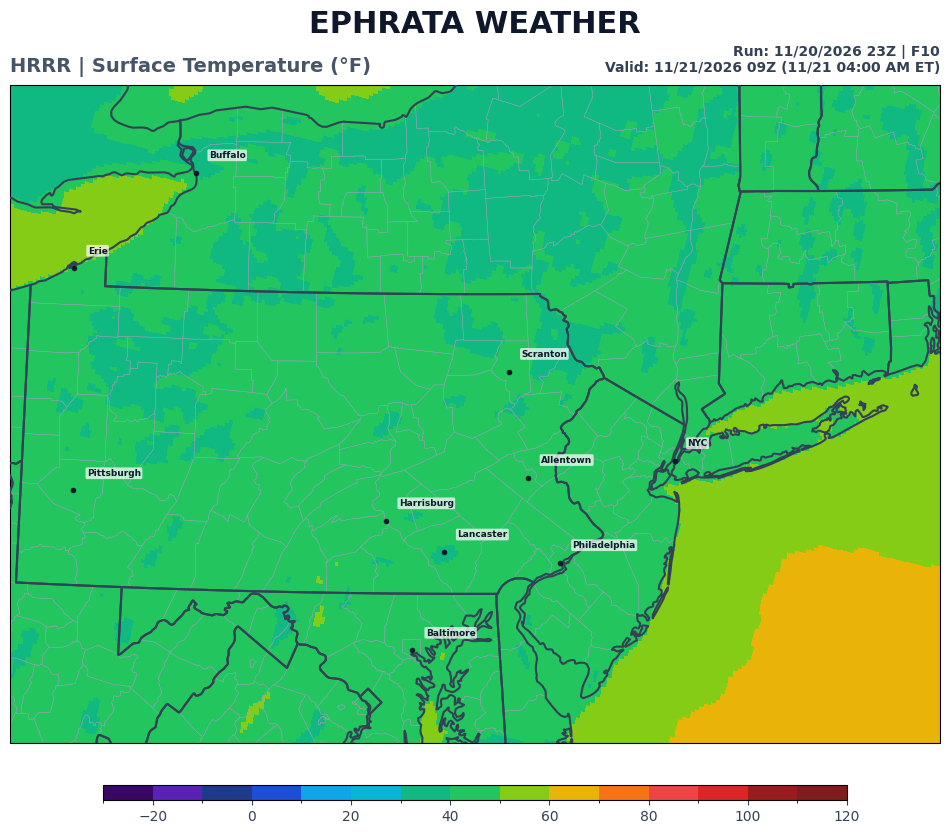 EPHRATA WEATHER
HRRR | Surface Temperature (°F)
Run: 11/20/2026 23Z | F10
Valid: 11/21/2026 09Z (11/21 04:00 AM ET)
Buffalo
Erie
Scranton
NYC
Allentown
Pittsburgh
Harrisburg
Lancaster
Philadelphia
Baltimore
−20 0 20 40 60 80 100 120